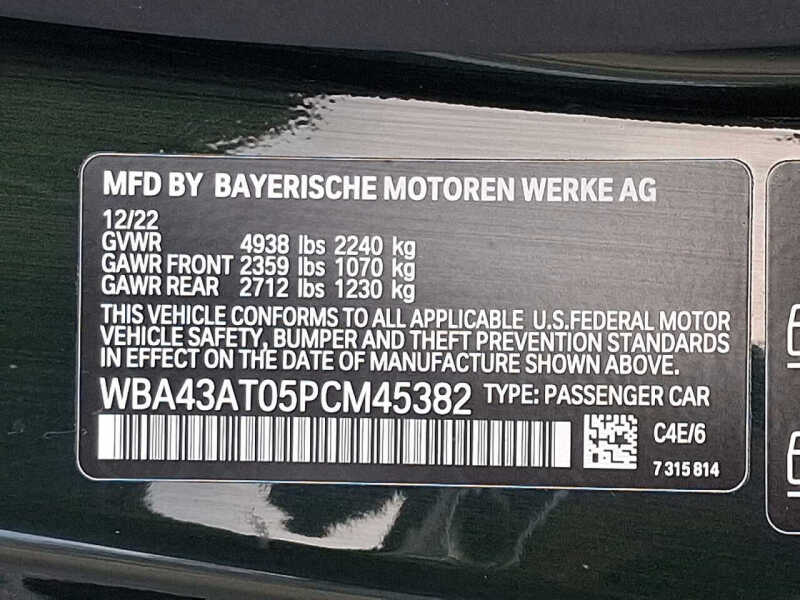 MFD BY BAYERISCHE MOTOREN WERKE AG
12/22
GVWR 4938 lbs 2240 kg
GAWR FRONT 2359 lbs 1070 kg
GAWR REAR 2712 lbs 1230 kg
THIS VEHICLE CONFORMS TO ALL APPLICABLE U.S.FEDERAL MOTOR
VEHICLE SAFETY, BUMPER AND THEFT PREVENTION STANDARDS
IN EFFECT ON THE DATE OF MANUFACTURE SHOWN ABOVE.
WBA43AT05PCM45382 TYPE: PASSENGER CAR
C4E/6
7 315 814